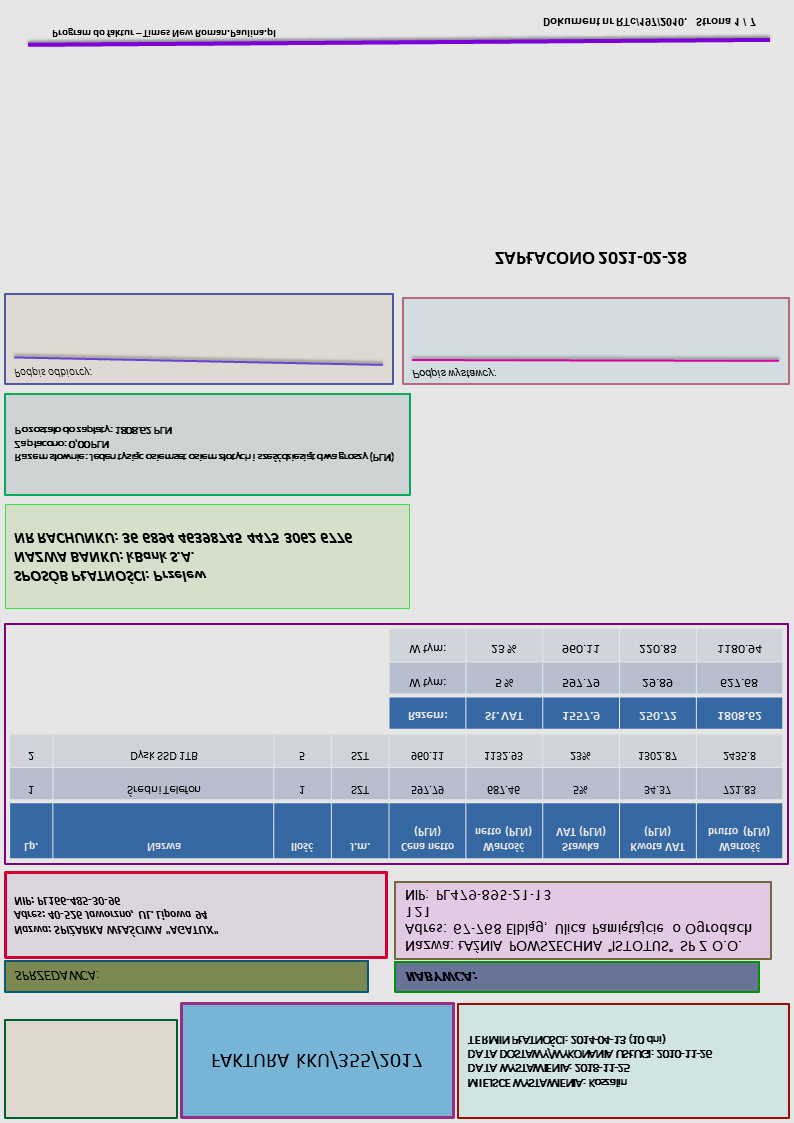 FAKTURA kKU/355/2017
MIEJSCE WYSTAWIENIA: Koszalin
DATA WYSTAWIENIA: 2018-11-25
DATA DOSTAWY/WYKONANIA USŁUGI: 2010-11-26
TERMIN PŁATNOŚCI: 2014-04-13 (10 dni)
SPRZEDAWCA:
Nazwa: SPIŻARKA WŁAŚCIWA "AGATUX"
Adres: 40-526 Jaworzno, UL. Lipowa 94
NIP: PL166-485-30-96
NABYWCA:
Nazwa: ŁAŹNIA POWSZECHNA "ISTOTUS" SP Z O.O.
Adres: 67-768 Elbląg, Ulica Pamiętajcie o Ogrodach
121
NIP: PL479-895-21-13
Lp. Nazwa Ilość J.m. Cena netto (PLN) Wartość netto (PLN) Stawka VAT (PLN) Kwota VAT (PLN) Wartość brutto (PLN)
1 Średni Telefon 1 SZT 597.79 687.46 5% 34.37 721.83
2 Dysk SSD 1TB 5 SZT 960.11 1132.93 23% 1302.87 2435.8
Razem: St. VAT 1557.9 250.72 1808.62
W tym: 5 % 597.79 29.89 627.68
W tym: 23 % 960.11 220.83 1180.94
SPOSÓB PŁATNOŚCI: Przelew
NAZWA BANKU: kBank S.A.
NR RACHUNKU: 36 6894 46398745 4475 3062 6776
Razem słownie: Jeden tysiąc osiemset osiem złotych i sześćdziesiąt dwa groszy (PLN)
Zapłacono: 0,00 PLN
Pozostało do zapłaty: 1808.62 PLN
Podpis odbiorcy:
Podpis wystawcy:
ZAPŁACONO 2021-02-28
Program do faktur – Times New Roman.Paulina.pl
Dokument nr RTc/197/2010. Strona 1 / 7